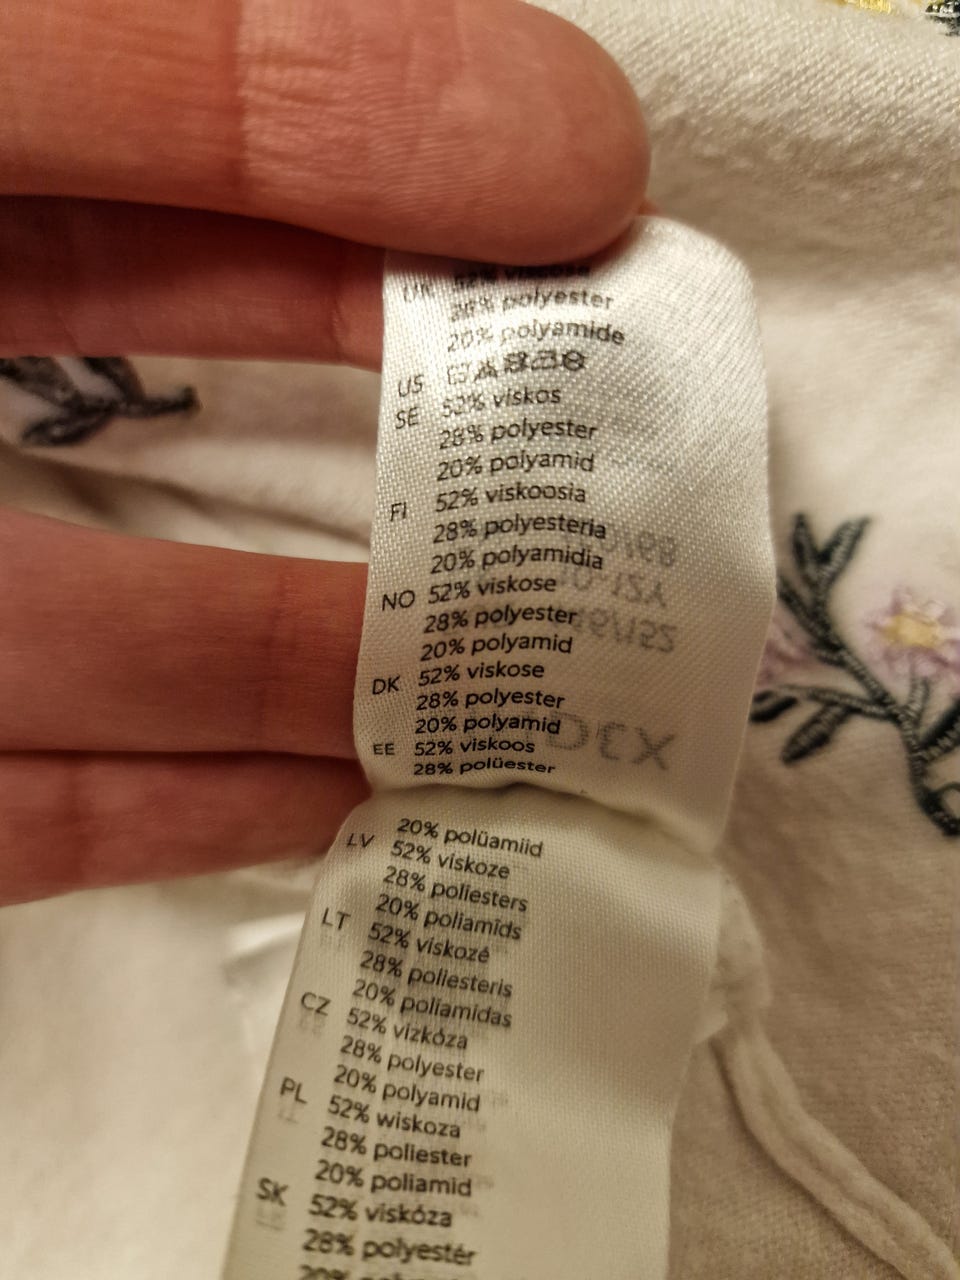 UK 52% viscose
28% polyester
20% polyamide
US
SE 52% viskos
28% polyester
20% polyamid
FI 52% viskoosia
28% polyesteria
20% polyamidia
NO 52% viskose
28% polyester
20% polyamid
DK 52% viskose
28% polyester
20% polyamid
EE 52% viskoos
28% polüester
20% polüamiid
LV 52% viskoze
28% poliesters
20% poliamīds
LT 52% viskozė
28% poliesteris
20% poliamidas
CZ 52% vizkóza
28% polyester
20% polyamid
PL 52% wiskoza
28% poliester
20% poliamid
SK 52% viskóza
28% polyestér